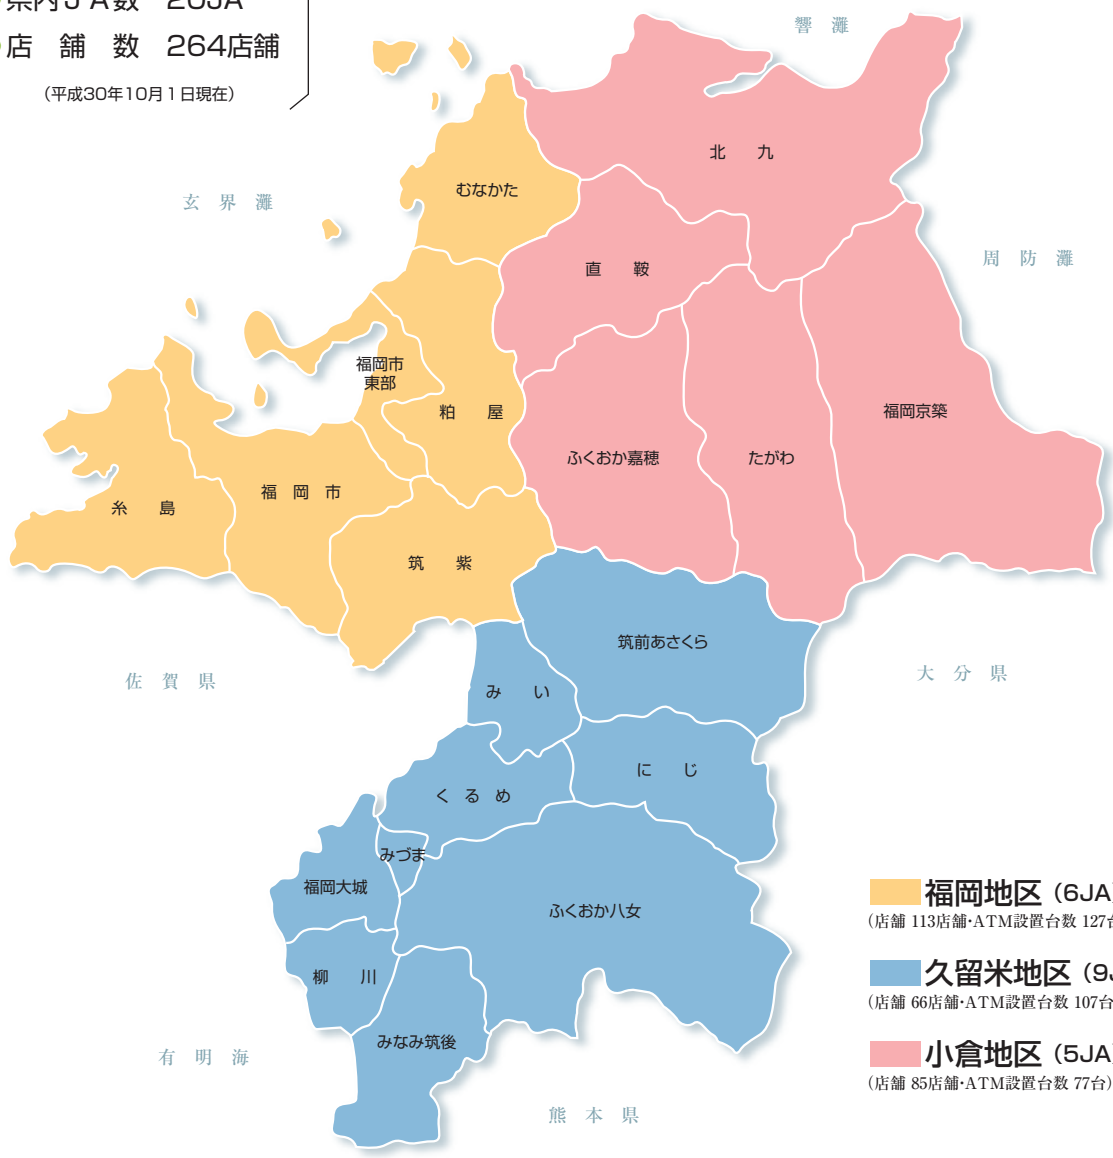 県内JA数　20JA
店　舗　数　264店舗
(平成30年10月1日現在)
響 灘
北　九
むなかた
玄 界 灘
周 防 灘
直　鞍
福岡市
東部
粕　屋
福岡京築
ふくおか嘉穂
たがわ
福 岡 市
糸　島
筑　紫
筑前あさくら
佐 賀 県
大 分 県
み　い
に　じ
く る め
みづま
福岡大城
ふくおか八女
柳　川
みなみ筑後
有 明 海
熊 本 県
福岡地区 (6JA)
(店舗 113店舗・ATM設置台数 127台
久留米地区 (9J
(店舗 66店舗・ATM設置台数 107台
小倉地区 (5JA)
(店舗 85店舗・ATM設置台数 77台)